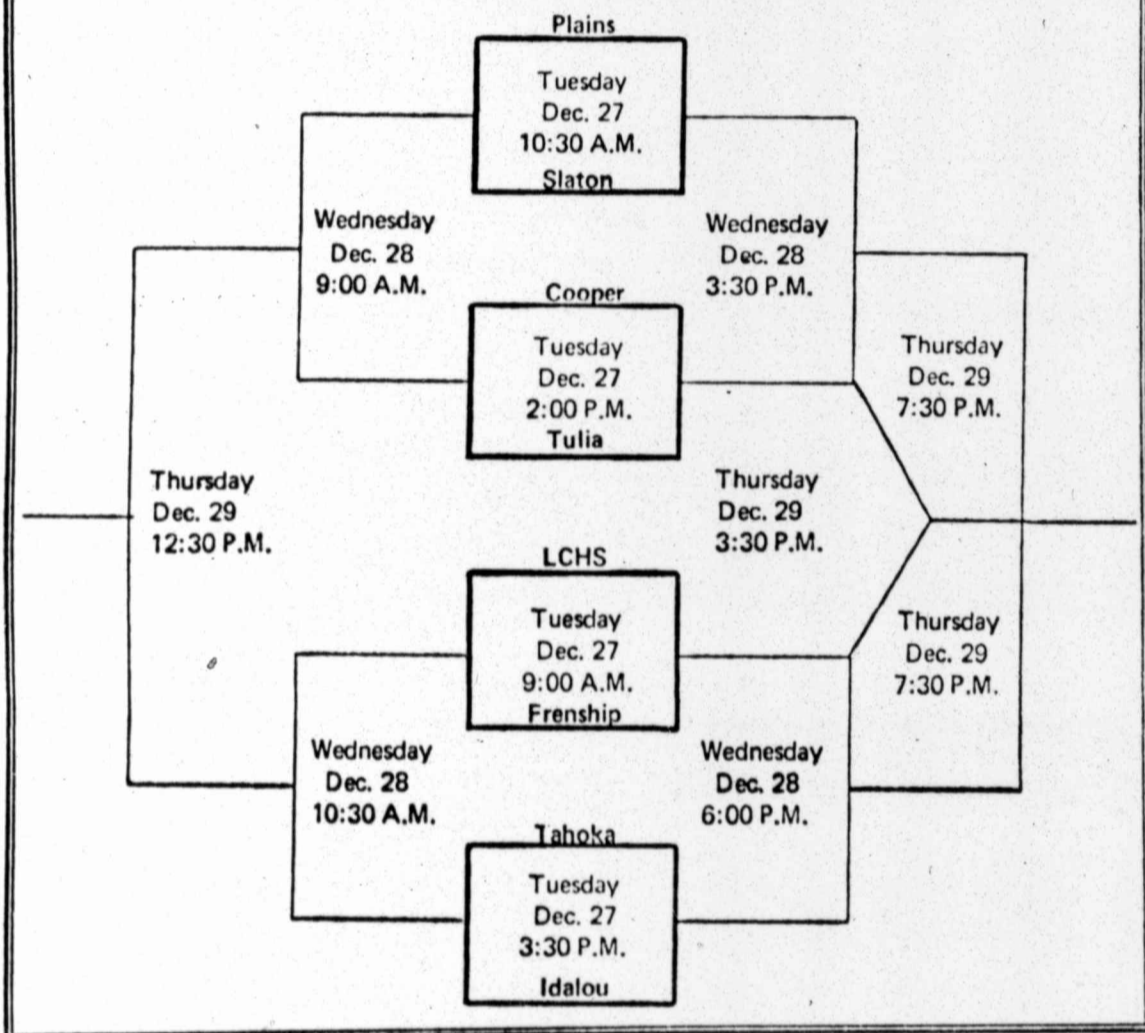 Plains
Tuesday
Dec. 27
10:30 A.M.
Slaton
Wednesday
Dec. 28
9:00 A.M.
Wednesday
Dec. 28
3:30 P.M.
Cooper
Tuesday
Dec. 27
2:00 P.M.
Tulia
Thursday
Dec. 29
7:30 P.M.
Thursday
Dec. 29
12:30 P.M.
Thursday
Dec. 29
3:30 P.M.
LCHS
Tuesday
Dec. 27
9:00 A.M.
Frenship
Thursday
Dec. 29
7:30 P.M.
Wednesday
Dec. 28
10:30 A.M.
Wednesday
Dec. 28
6:00 P.M.
Tahoka
Tuesday
Dec. 27
3:30 P.M.
Idalou